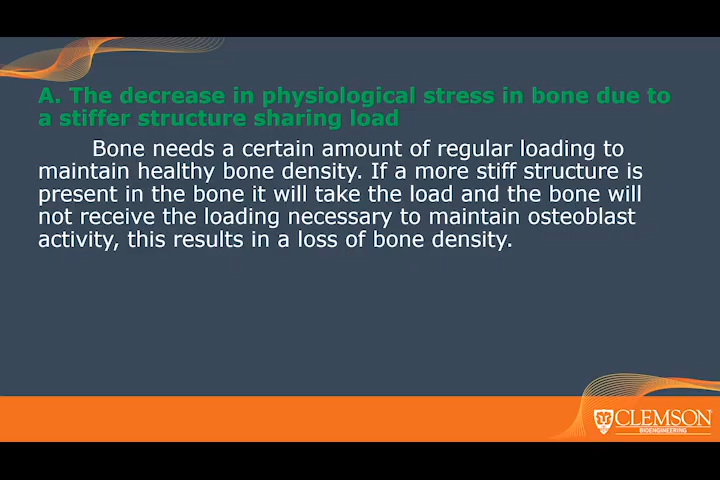 A. The decrease in physiological stress in bone due to
a stiffer structure sharing load
Bone needs a certain amount of regular loading to
maintain healthy bone density. If a more stiff structure is
present in the bone it will take the load and the bone will
not receive the loading necessary to maintain osteoblast
activity, this results in a loss of bone density.
CLEMSON
BIOENGINEERING